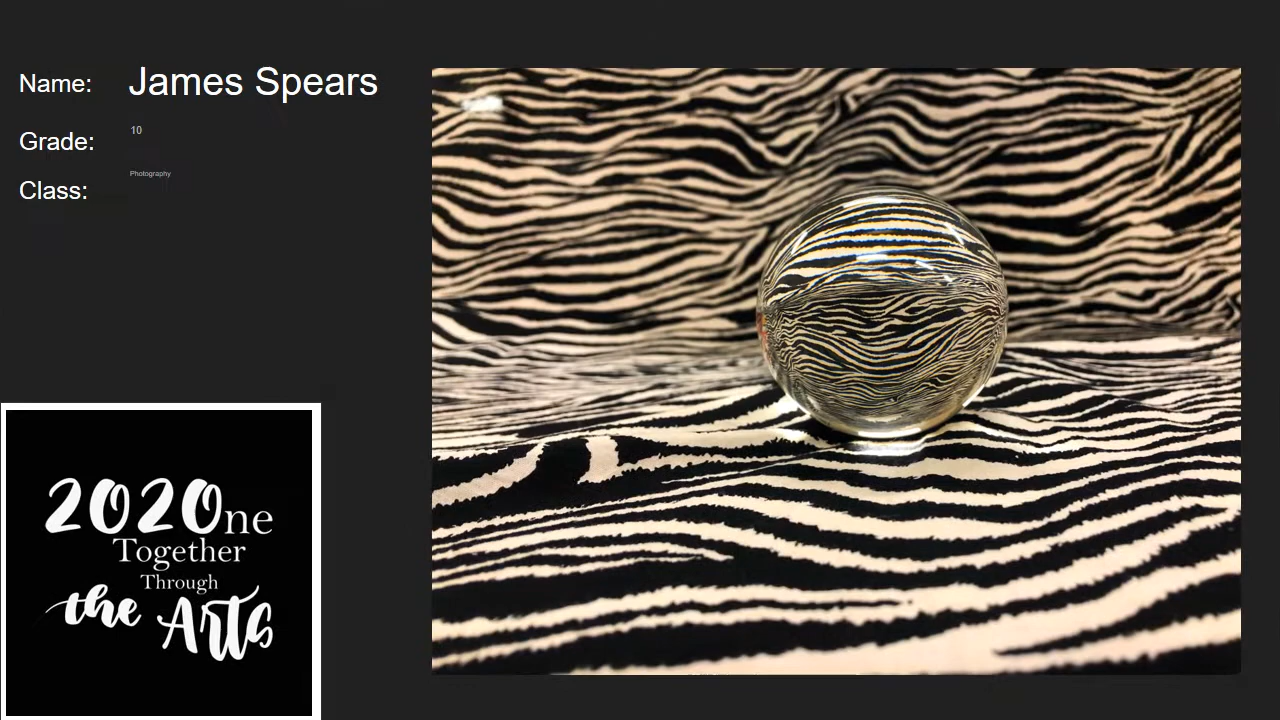 Name: James Spears
Grade: 10
Class: Photography
2020ne
Together
Through
the Arts